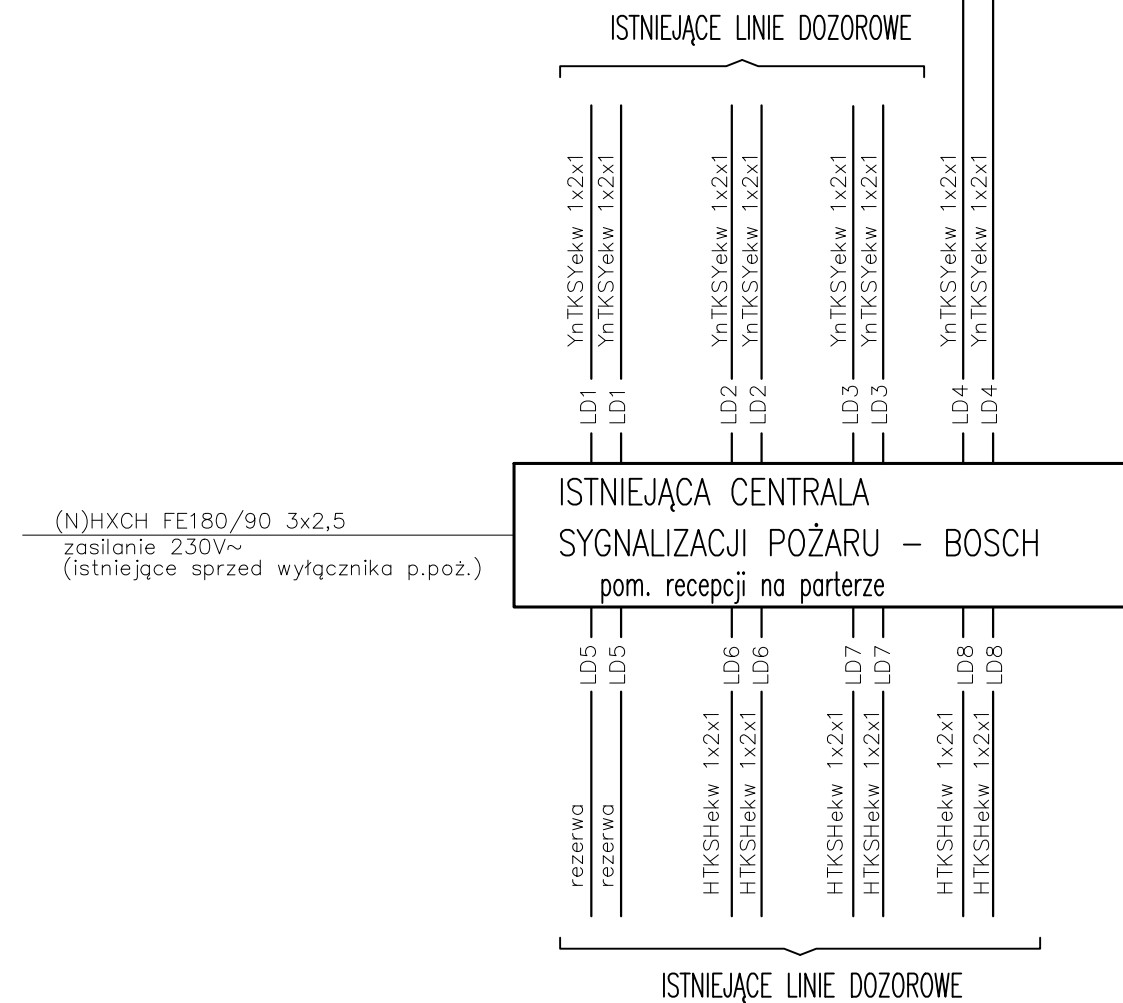 ISTNIEJĄCE LINIE DOZOROWE
YnTKSYekw 1x2x1
YnTKSYekw 1x2x1
YnTKSYekw 1x2x1
YnTKSYekw 1x2x1
YnTKSYekw 1x2x1
YnTKSYekw 1x2x1
YnTKSYekw 1x2x1
YnTKSYekw 1x2x1
LD1
LD1
LD2
LD2
LD3
LD3
LD4
LD4
ISTNIEJĄCA CENTRALA
SYGNALIZACJI POŻARU – BOSCH
pom. recepcji na parterze
(N)HXCH FE180/90 3x2,5
zasilanie 230V~
(istniejące sprzed wyłącznika p.poż.)
LD5
LD5
LD6
LD6
LD7
LD7
LD8
LD8
rezerwa
rezerwa
HTKSHekw 1x2x1
HTKSHekw 1x2x1
HTKSHekw 1x2x1
HTKSHekw 1x2x1
HTKSHekw 1x2x1
HTKSHekw 1x2x1
ISTNIEJĄCE LINIE DOZOROWE